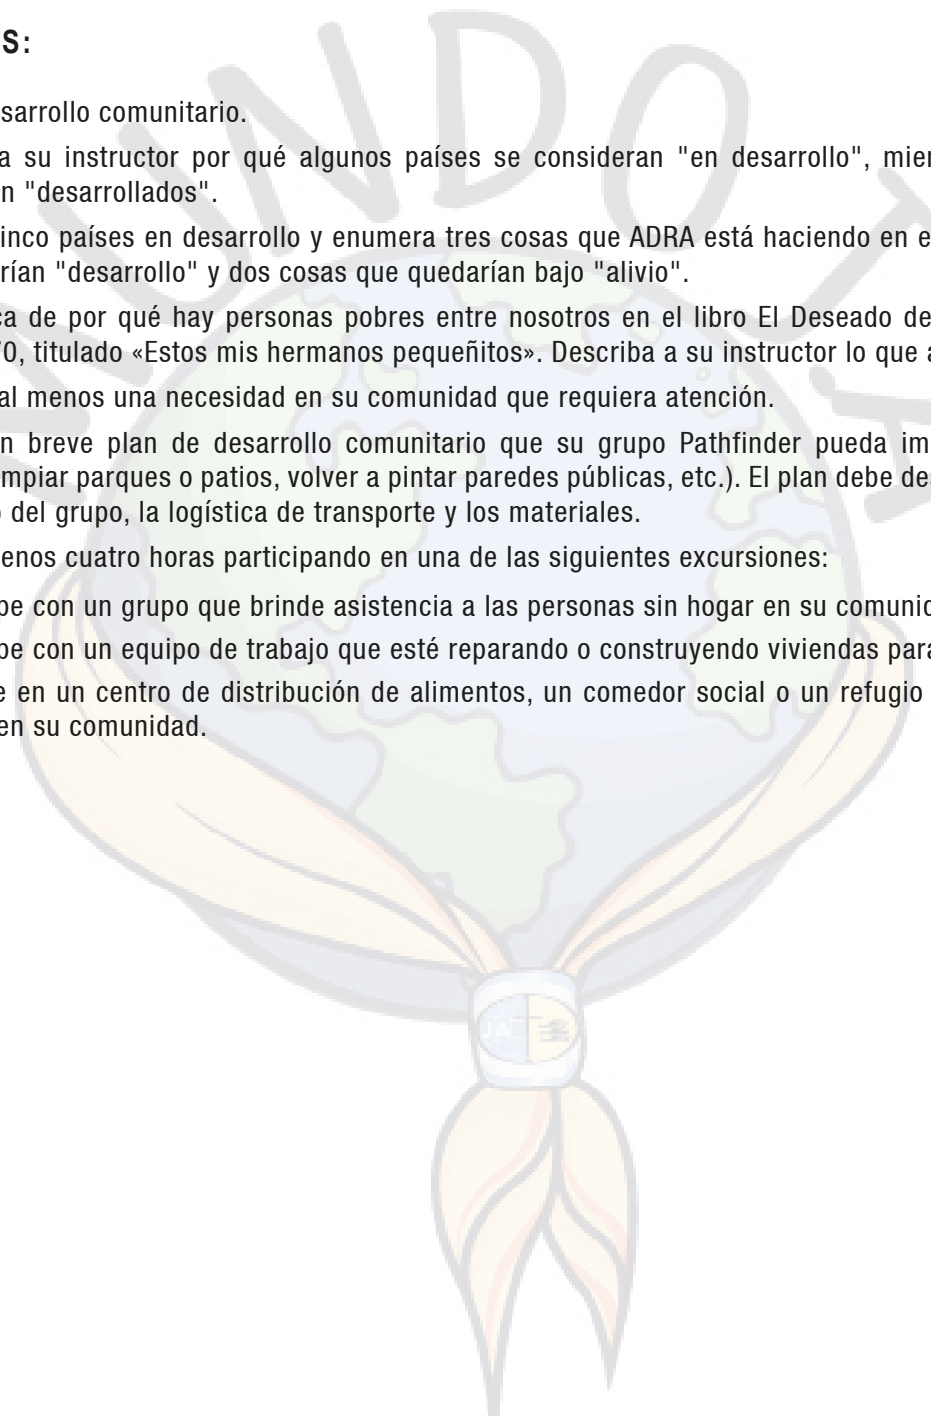 S:
sarrollo comunitario.
a su instructor por qué algunos países se consideran "en desarrollo", mier
n "desarrollados".
inco países en desarrollo y enumera tres cosas que ADRA está haciendo en e
rían "desarrollo" y dos cosas que quedarían bajo "alivio".
ca de por qué hay personas pobres entre nosotros en el libro El Deseado de
70, titulado «Estos mis hermanos pequeñitos». Describa a su instructor lo que a
al menos una necesidad en su comunidad que requiera atención.
n breve plan de desarrollo comunitario que su grupo Pathfinder pueda im
mpiar parques o patios, volver a pintar paredes públicas, etc.). El plan debe de
o del grupo, la logística de transporte y los materiales.
enos cuatro horas participando en una de las siguientes excursiones:
pe con un grupo que brinde asistencia a las personas sin hogar en su comunic
pe con un equipo de trabajo que esté reparando o construyendo viviendas para
e en un centro de distribución de alimentos, un comedor social o un refugio
en su comunidad.
MUNDO JA
JA